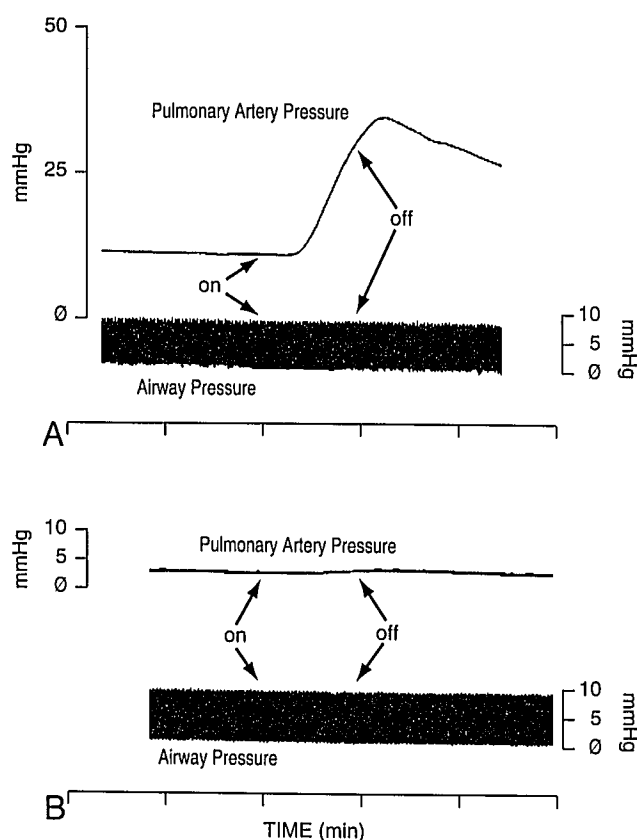 50
Pulmonary Artery Pressure
mmHg
25
off
on
Ø
10
5
Ø
mmHg
Airway Pressure
A
10
5
Ø
mmHg
Pulmonary Artery Pressure
on
off
10
5
Ø
mmHg
Airway Pressure
B
TIME (min)